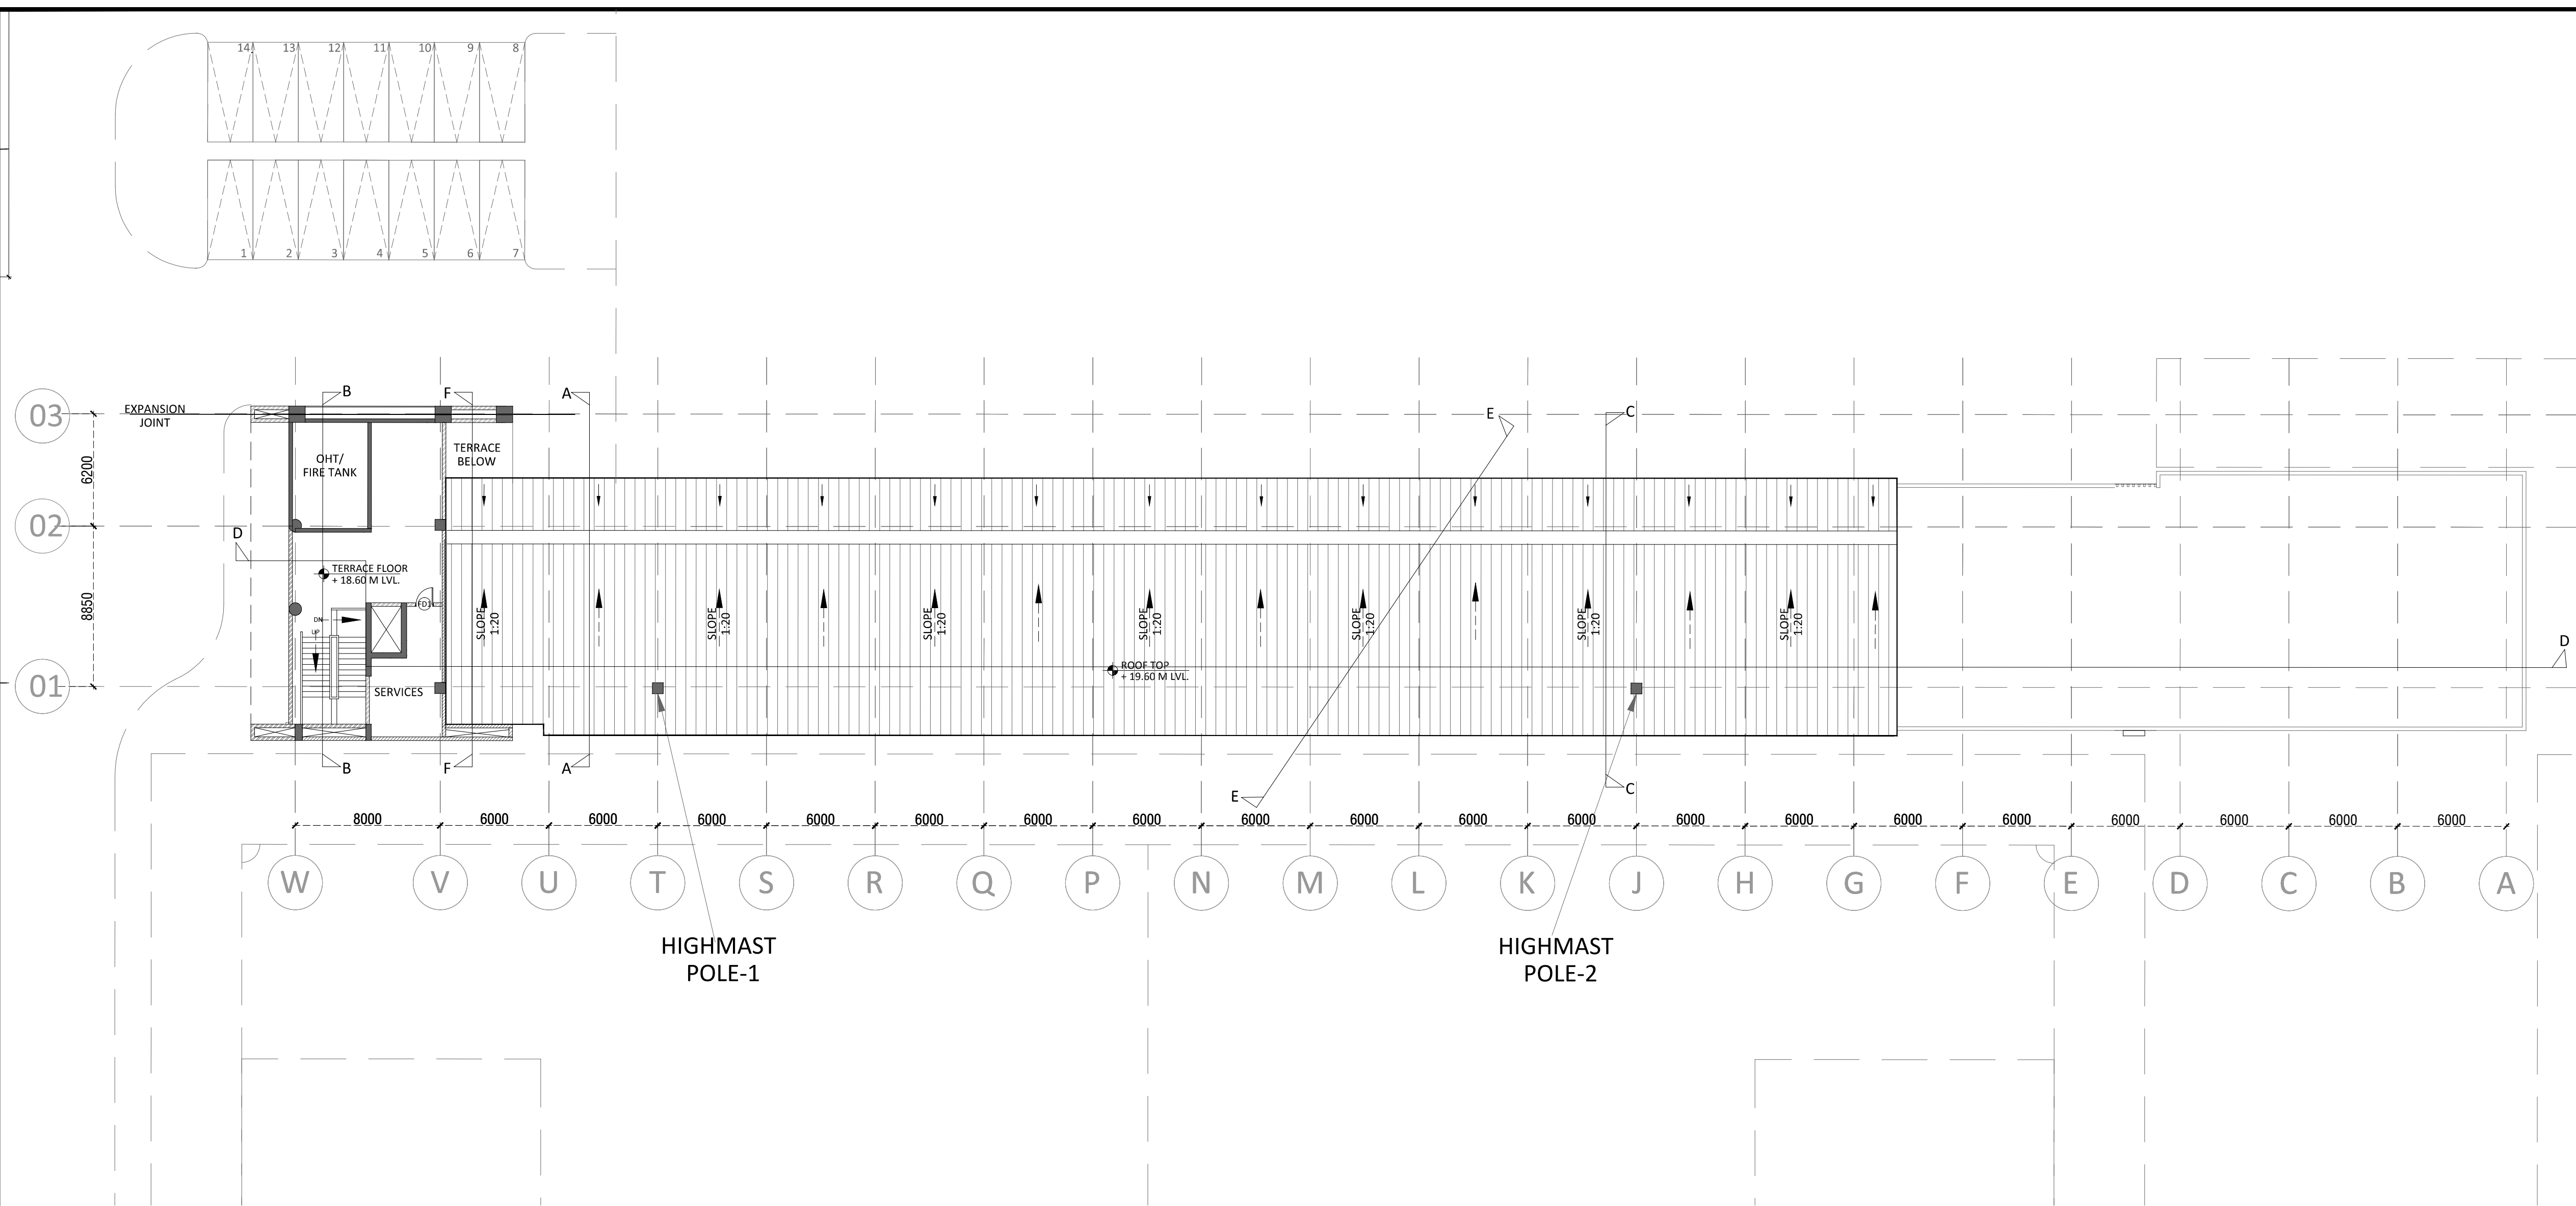 14 13 12 11 10 9 8
1 2 3 4 5 6 7
B F A
03
EXPANSION
JOINT
E C
TERRACE
BELOW
OHT/
FIRE TANK
6200
02
D
TERRACE FLOOR
+ 18.60 M LVL.
8850
FD1
DN
UP
SLOPE
1:20
SLOPE
1:20
SLOPE
1:20
SLOPE
1:20
SLOPE
1:20
SLOPE
1:20
SLOPE
1:20
D
ROOF TOP
+ 19.60 M LVL.
01
SERVICES
B F A
E C
8000 6000 6000 6000 6000 6000 6000 6000 6000 6000 6000 6000 6000 6000 6000 6000 6000 6000 6000 6000
W V U T S R Q P N M L K J H G F E D C B A
HIGHMAST
POLE-1
HIGHMAST
POLE-2